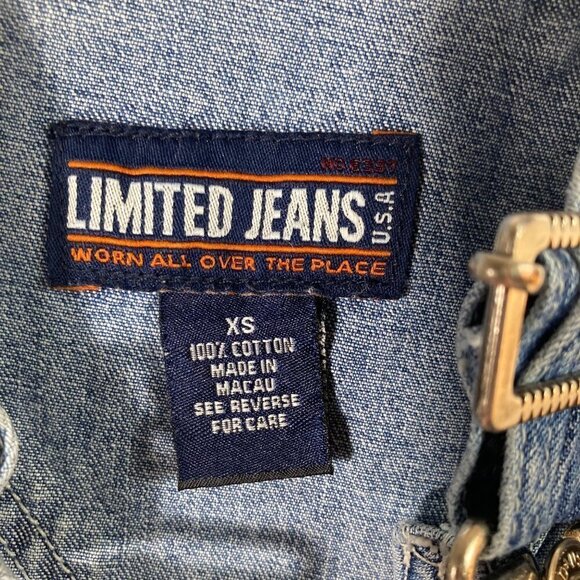 LIMITED JEANS
U.S.A
WORN ALL OVER THE PLACE
XS
100% COTTON
MADE IN
MACAU
SEE REVERSE
FOR CARE